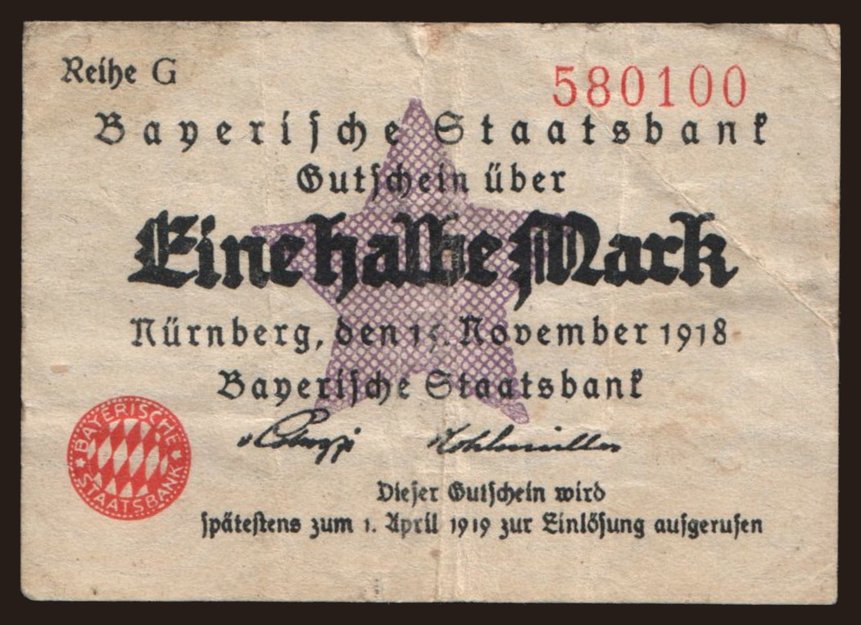 Reihe G
580100
Bayerische Staatsbank
Gutschein über
Eine halbe Mark
Nürnberg, den 15. November 1918
Bayerische Staatsbank
BAYERISCHE
STAATSBANK
Dieser Gutschein wird
spätestens zum 1. April 1919 zur Einlösung aufgerufen